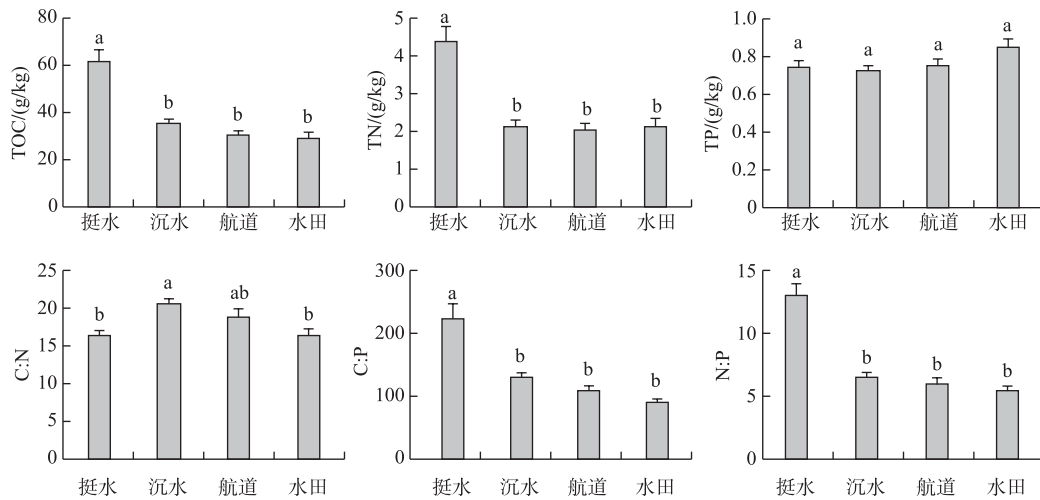 TOC/(g/kg)
80
60
40
20
0
a
b
b
b
挺水
沉水
航道
水田
TN/(g/kg)
5
4
3
2
1
0
a
b
b
b
挺水
沉水
航道
水田
TP/(g/kg)
1.0
0.8
0.6
0.4
0.2
0.0
a
a
a
a
挺水
沉水
航道
水田
C:N
25
20
15
10
5
0
b
a
ab
b
挺水
沉水
航道
水田
C:P
300
200
100
0
a
b
b
b
挺水
沉水
航道
水田
N:P
15
10
5
0
a
b
b
b
挺水
沉水
航道
水田